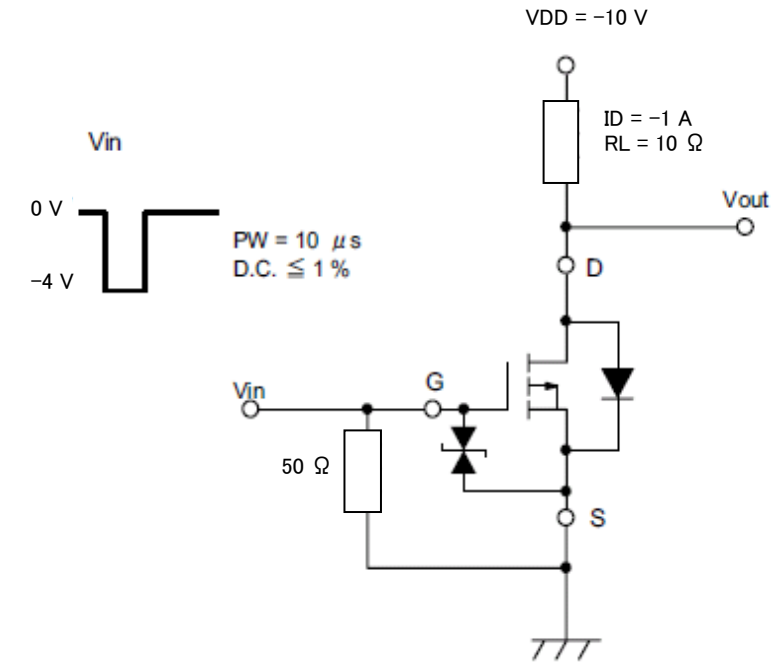 VDD = −10 V
ID = −1 A
RL = 10 Ω
Vin
0 V
−4 V
PW = 10 μs
D.C. ≦ 1 %
Vout
D
Vin
G
50 Ω
S